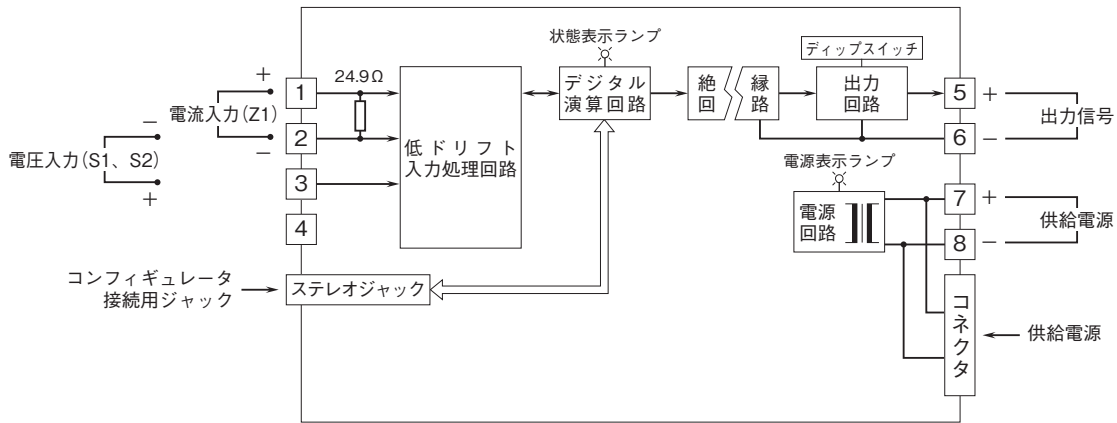 状態表示ランプ
ディップスイッチ
24.9Ω
+
1
電流入力(Z1)
−
2
−
電圧入力(S1、S2)
+
3
4
低ドリフト
入力処理回路
デジタル
演算回路
絶縁
回路
出力
回路
5
+
出力信号
6
−
電源表示ランプ
電源
回路
7
+
供給電源
8
−
コンフィギュレータ
接続用ジャック
ステレオジャック
コネクタ
供給電源